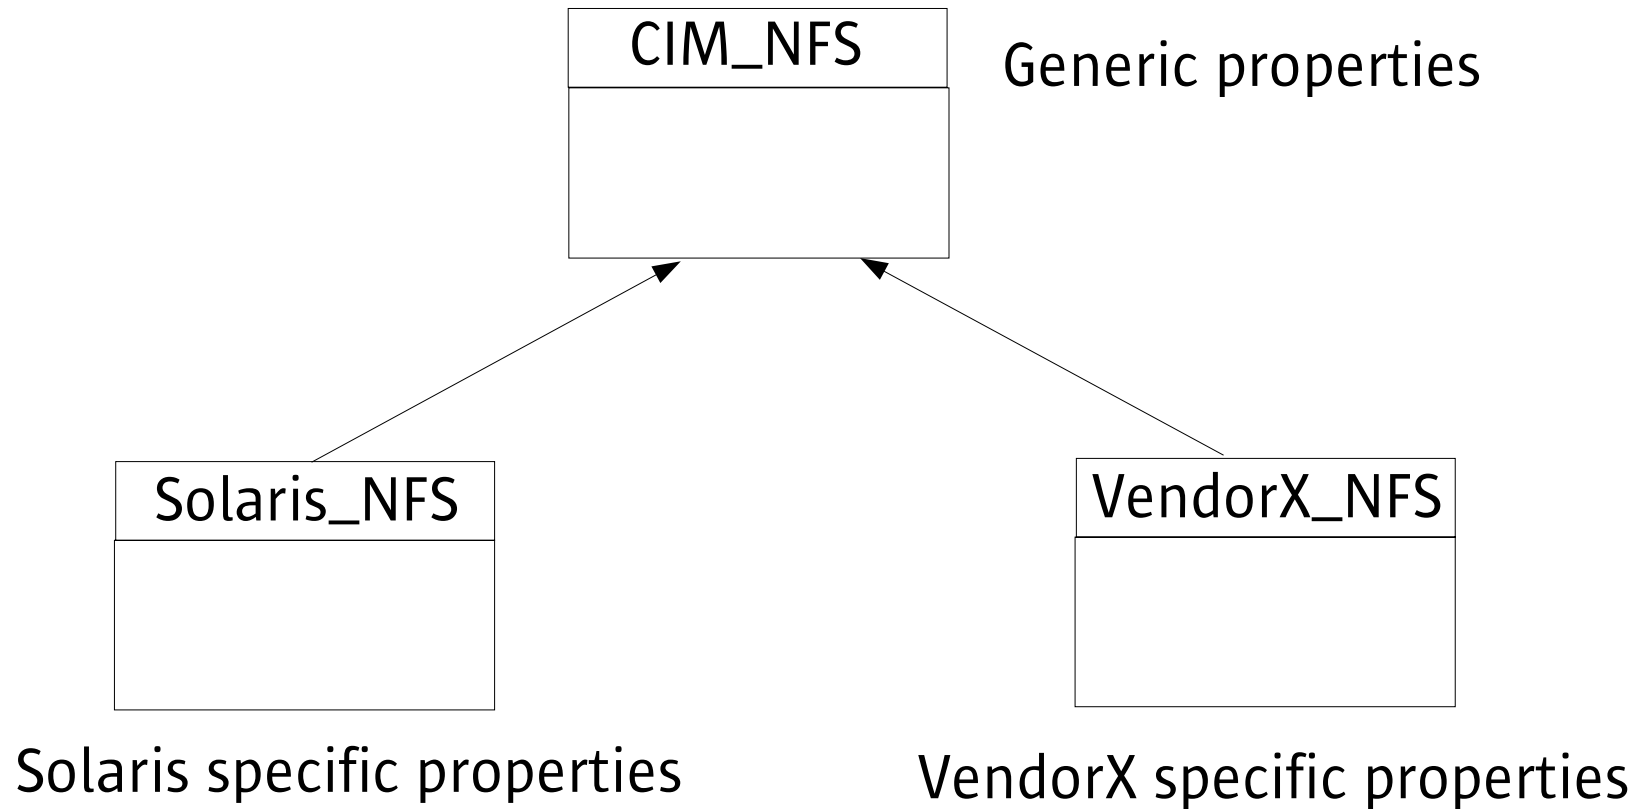 CIM_NFS
Generic properties
Solaris_NFS
VendorX_NFS
Solaris specific properties
VendorX specific properties